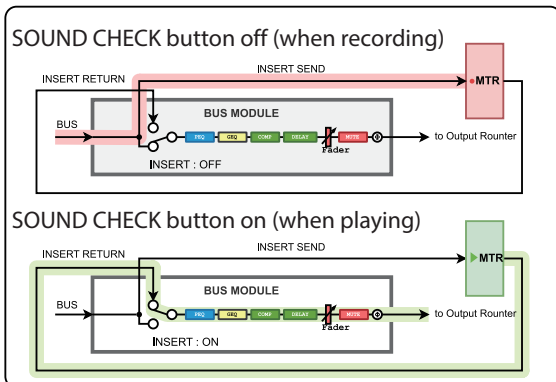 SOUND CHECK button off (when recording)
INSERT RETURN
INSERT SEND
MTR
BUS
BUS MODULE
PEQ
GEQ
COMP
DELAY
Fader
MUTE
Φ
to Output Rounter
INSERT : OFF
SOUND CHECK button on (when playing)
INSERT RETURN
INSERT SEND
MTR
BUS MODULE
BUS
PEQ
GEQ
COMP
DELAY
Fader
MUTE
Φ
to Output Rounter
INSERT : ON